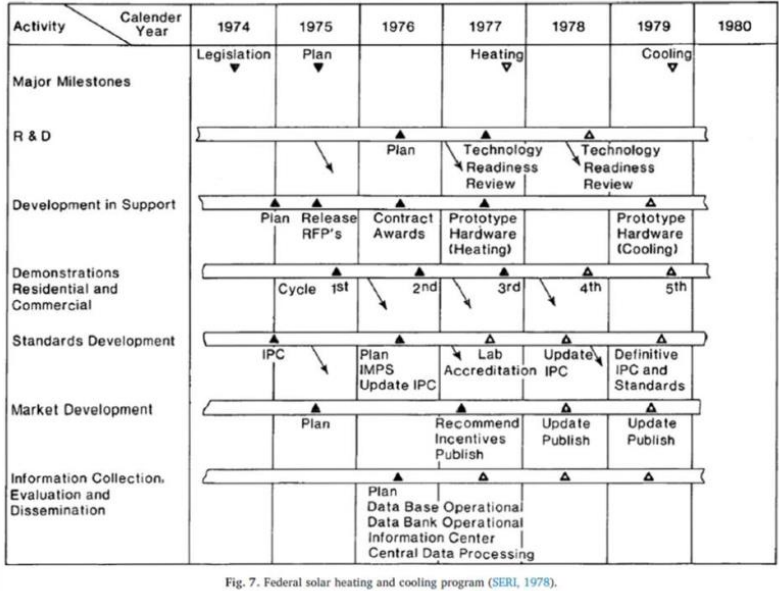 Activity Calender Year 1974 1975 1976 1977 1978 1979 1980
Legislation Plan Heating Cooling
Major Milestones
R & D
Plan Technology Readiness Review Technology Readiness Review
Development in Support
Plan Release RFP's Contract Awards Prototype Hardware (Heating) Prototype Hardware (Cooling)
Demonstrations
Residential and
Commercial
Cycle 1st 2nd 3rd 4th 5th
Standards Development
IPC Plan IMPS Update IPC Lab Accreditation Update IPC Definitive IPC and Standards
Market Development
Plan Recommend Incentives Publish Update Publish Update Publish
Information Collection,
Evaluation and
Dissemination
Plan
Data Base Operational
Data Bank Operational
Information Center
Central Data Processing
Fig. 7. Federal solar heating and cooling program (SERI, 1978).